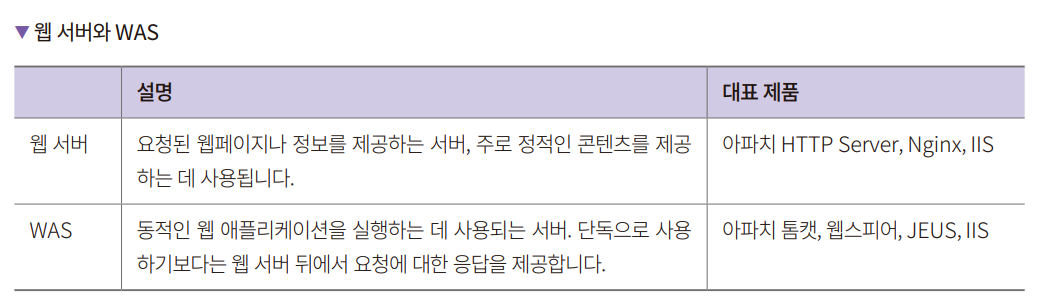 ▼ 웹 서버와 WAS
설명 대표 제품
웹 서버 요청된 웹페이지나 정보를 제공하는 서버, 주로 정적인 콘텐츠를 제공 아파치 HTTP Server, Nginx, IIS
하는 데 사용됩니다.
WAS 동적인 웹 애플리케이션을 실행하는 데 사용되는 서버. 단독으로 사용 아파치 톰캣, 웹스피어, JEUS, IIS
하기보다는 웹 서버 뒤에서 요청에 대한 응답을 제공합니다.